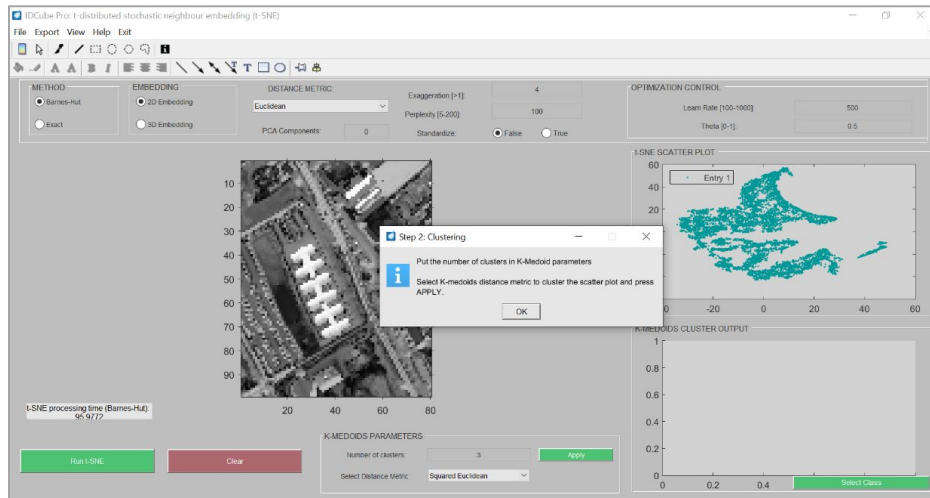 IDCube Pro: t-distributed stochastic neighbour embedding (t-SNE)
File Export View Help Exit
METHOD
Barnes-Hut
Exact
EMBEDDING
2D Embedding
3D Embedding
DISTANCE METRIC:
Euclidean
PCA Components: 0
Exaggeration [>1]: 4
Perplexity [5-200]: 100
Standardize: False True
OPTIMIZATION CONTROL
Learn Rate [100-1000]: 500
Theta [0-1]: 0.5
10
20
30
40
50
60
70
80
90
20 40 60 80
t-SNE SCATTER PLOT
60
40
20
Entry 1
-20 0 20 40 60
Step 2: Clustering
Put the number of clusters in K-Medoid parameters
Select K-medoids distance metric to cluster the scatter plot and press
APPLY.
OK
K-MEDOIDS CLUSTER OUTPUT
1
0.8
0.6
0.4
0.2
0
0 0.2 0.4
Select Class
t-SNE processing time (Barnes-Hut):
95.9772
Run t-SNE
Clear
K-MEDOIDS PARAMETERS
Number of clusters: 3
Apply
Select Distance Metric: Squared Euclidean